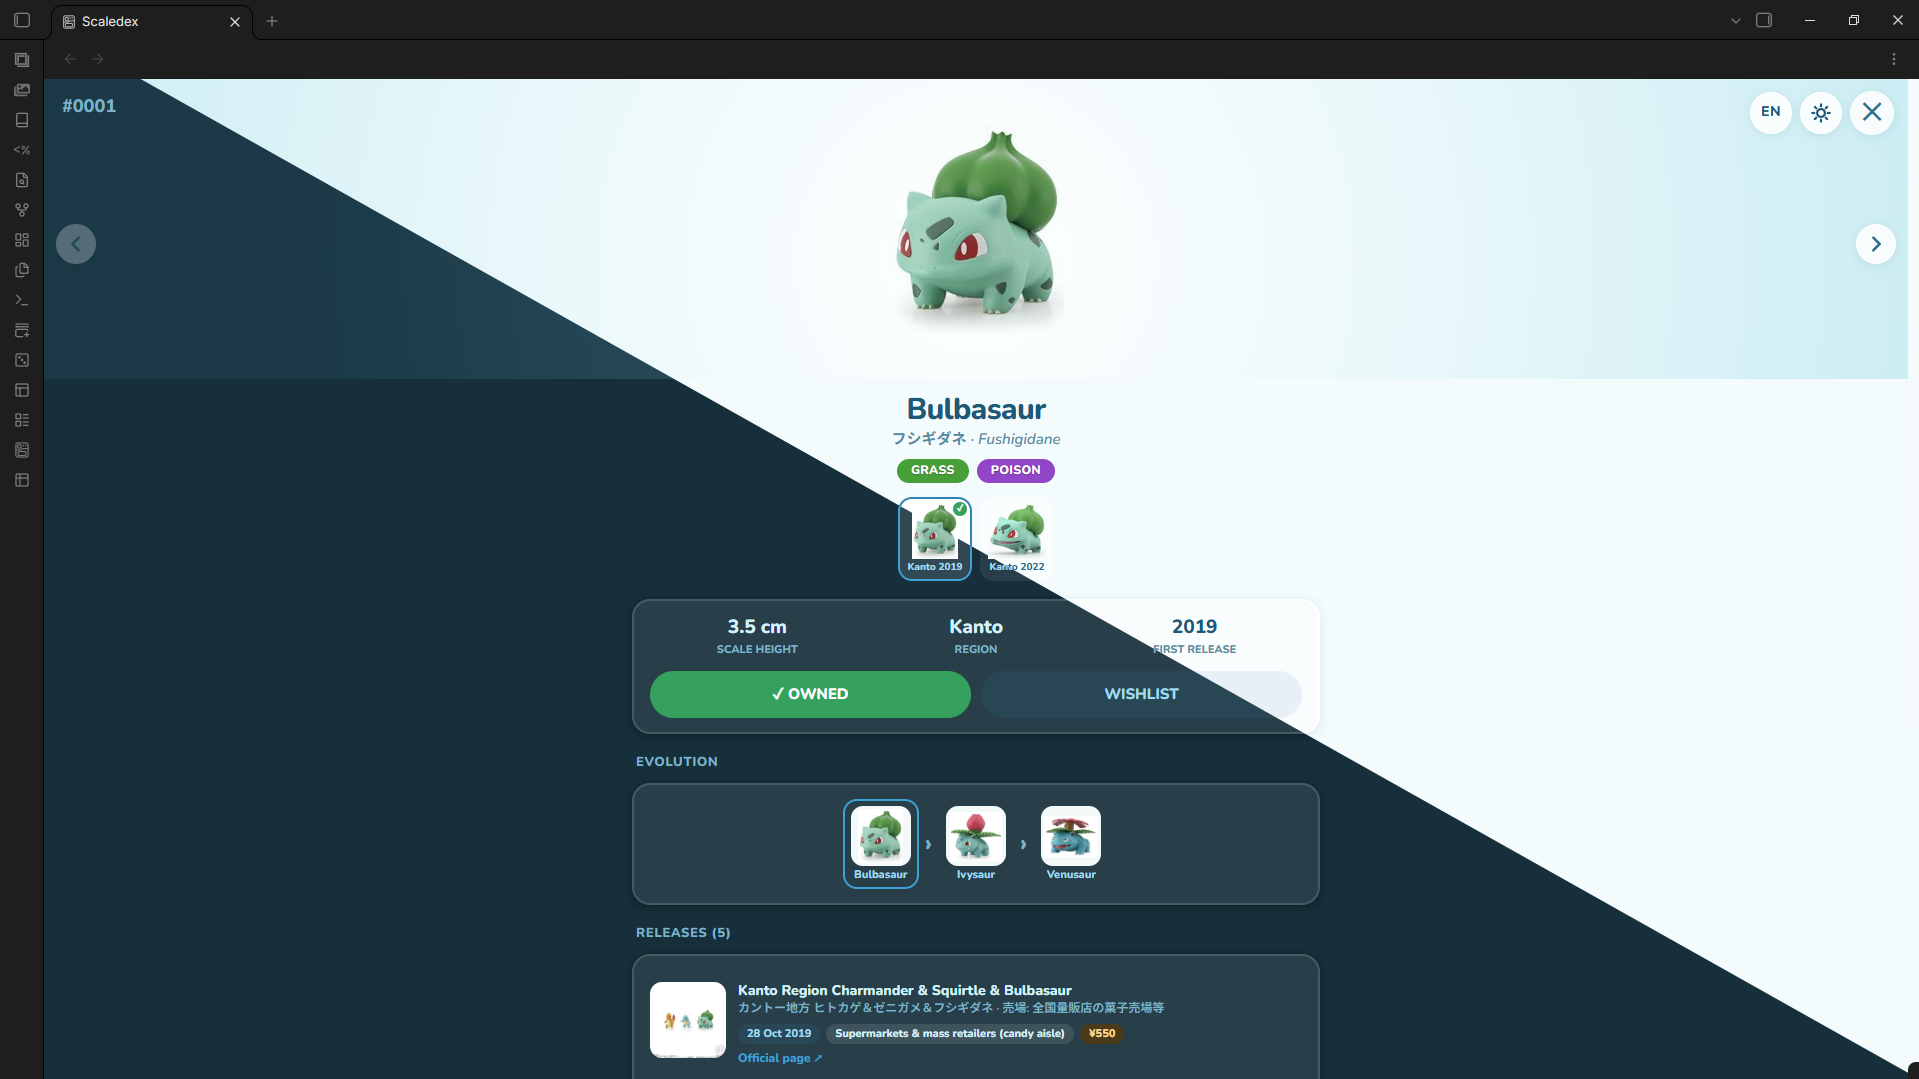 Scaledex
#0001
EN
Bulbasaur
フシギダネ · Fushigidane
GRASS
POISON
Kanto 2019
Kanto 2022
3.5 cm
SCALE HEIGHT
Kanto
REGION
2019
FIRST RELEASE
✓ OWNED
WISHLIST
EVOLUTION
Bulbasaur
Ivysaur
Venusaur
RELEASES (5)
Kanto Region Charmander & Squirtle & Bulbasaur
カントー地方 ヒトカゲ＆ゼニガメ＆フシギダネ · 売場: 全国量販店の菓子売場等
28 Oct 2019
Supermarkets & mass retailers (candy aisle)
¥550
Official page ↗